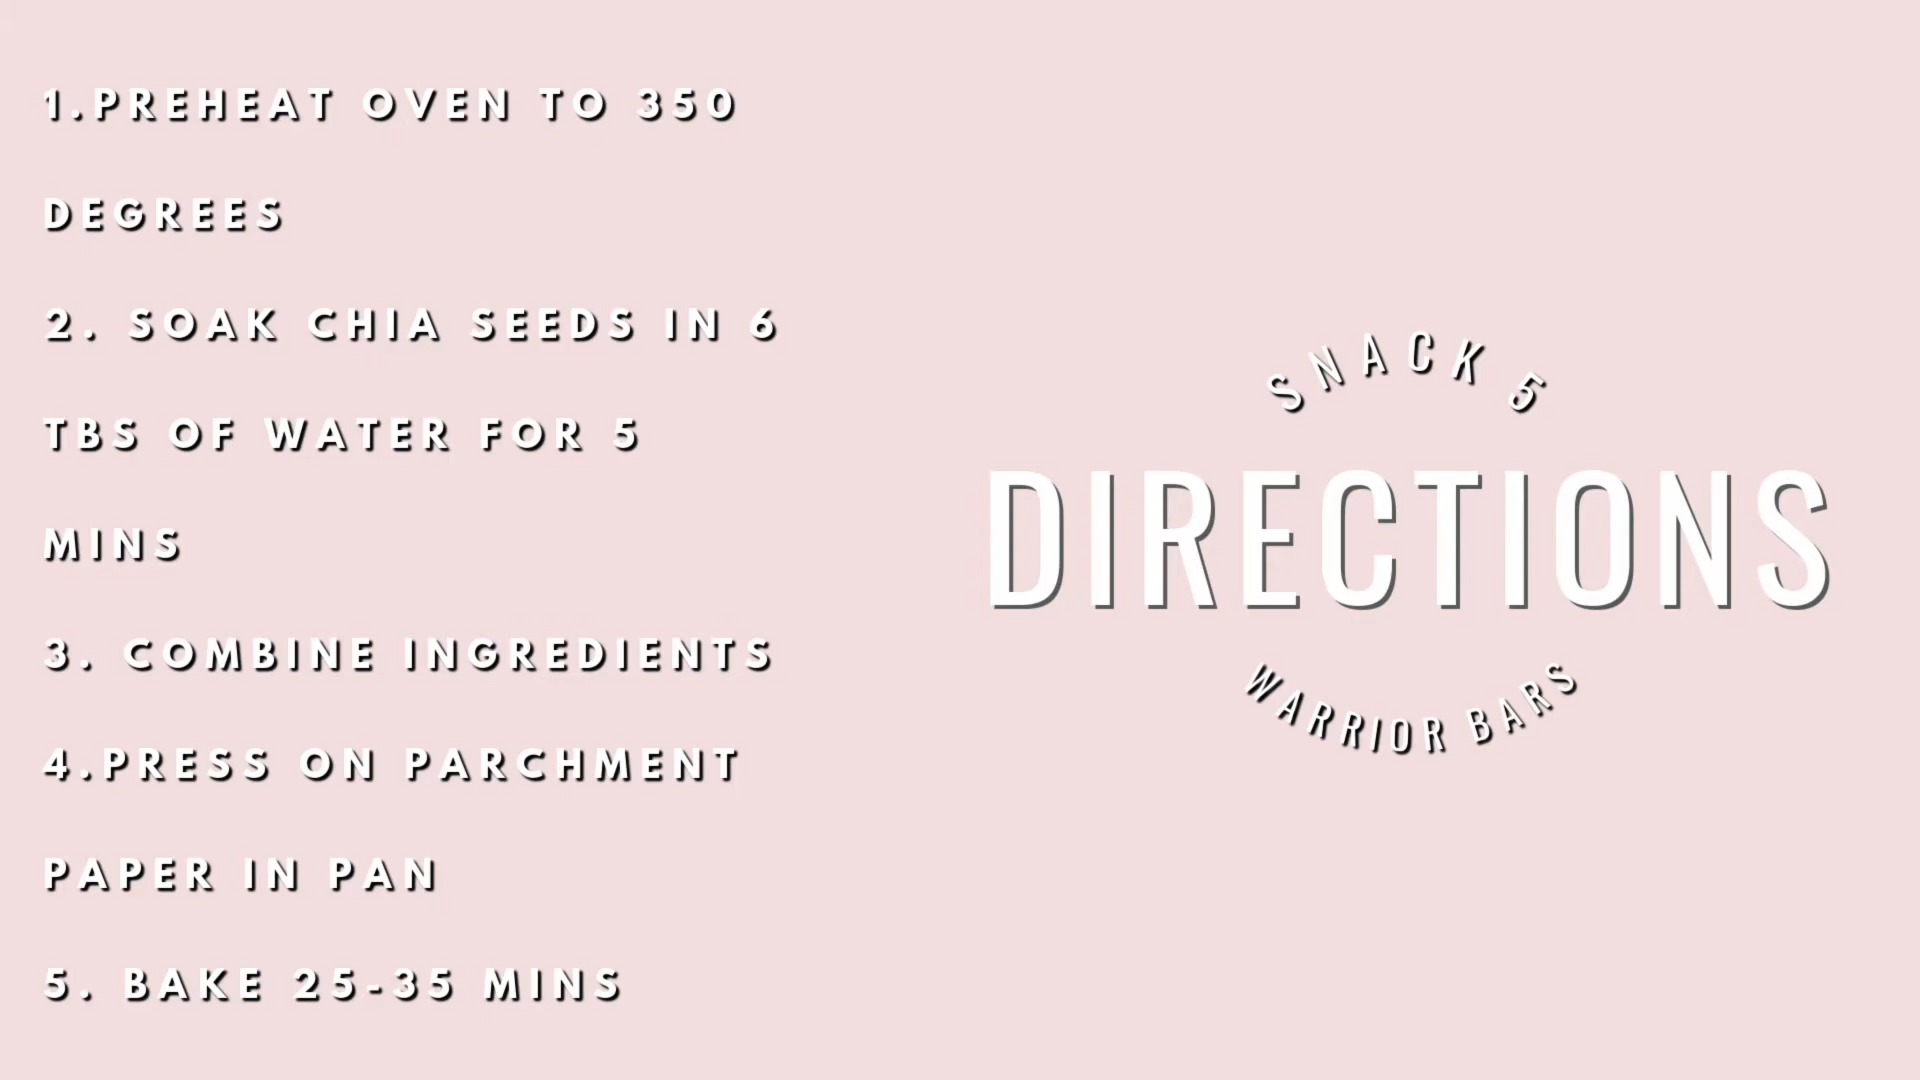 1.PREHEAT OVEN TO 350
DEGREES
2. SOAK CHIA SEEDS IN 6
TBS OF WATER FOR 5
MINS
3. COMBINE INGREDIENTS
4.PRESS ON PARCHMENT
PAPER IN PAN
5. BAKE 25-35 MINS
SNACK 5
DIRECTIONS
WARRIOR BARS